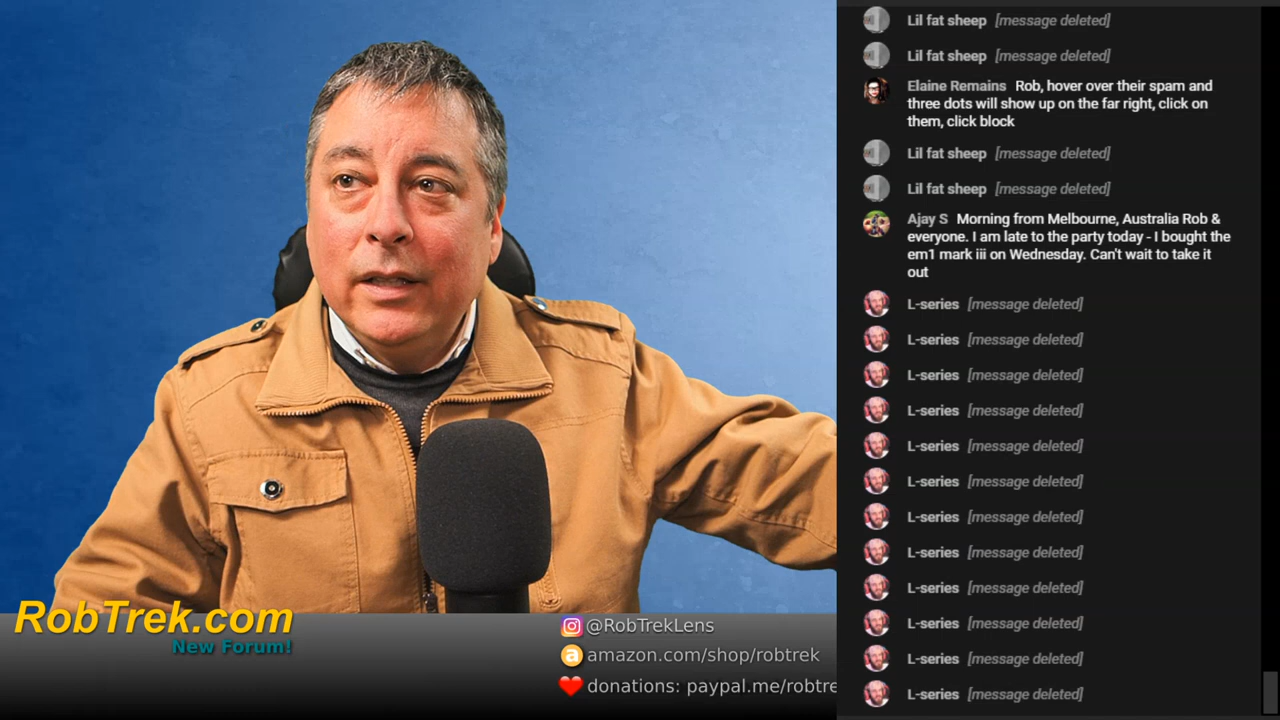 Lil fat sheep [message deleted]
Lil fat sheep [message deleted]
Elaine Remains Rob, hover over their spam and
three dots will show up on the far right, click on
them, click block
Lil fat sheep [message deleted]
Lil fat sheep [message deleted]
Ajay S Morning from Melbourne, Australia Rob &
everyone. I am late to the party today - I bought the
em1 mark iii on Wednesday. Can't wait to take it
out
L-series [message deleted]
L-series [message deleted]
L-series [message deleted]
L-series [message deleted]
L-series [message deleted]
L-series [message deleted]
L-series [message deleted]
L-series [message deleted]
L-series [message deleted]
L-series [message deleted]
L-series [message deleted]
L-series [message deleted]
RobTrek.com
New Forum!
@RobTrekLens
amazon.com/shop/robtrek
donations: paypal.me/robtre